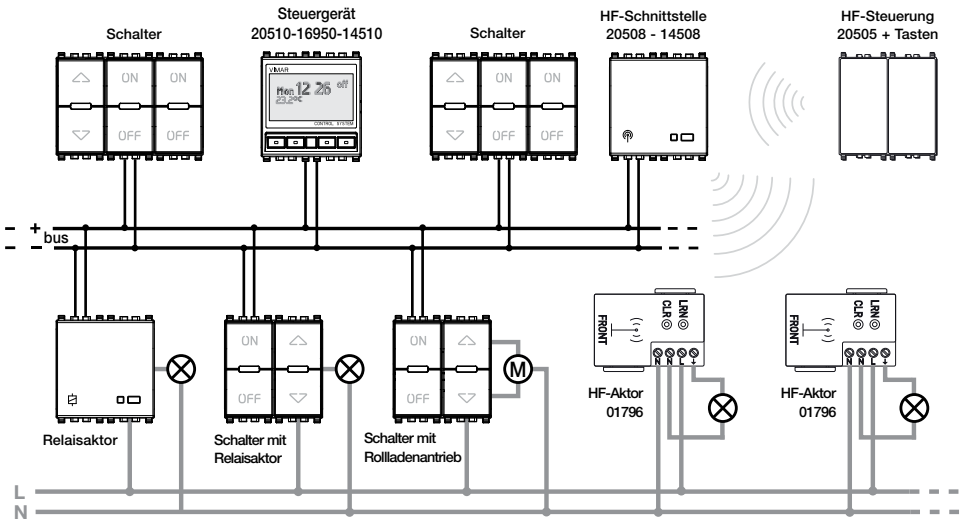 Schalter
Steuergerät
20510-16950-14510
Schalter
HF-Schnittstelle
20508 - 14508
HF-Steuerung
20505 + Tasten
ON ON
OFF OFF
VIMAR
Mon 12 26 off
23.2°C
CONTROL SYSTEM
ON ON
OFF OFF
+
bus
–
ON
OFF
ON
OFF
M
FRONT
CLR
LRN
N N L
FRONT
CLR
LRN
N N L
HF-Aktor
01796
HF-Aktor
01796
Relaisaktor
Schalter mit
Relaisaktor
Schalter mit
Rollladenantrieb
L
N